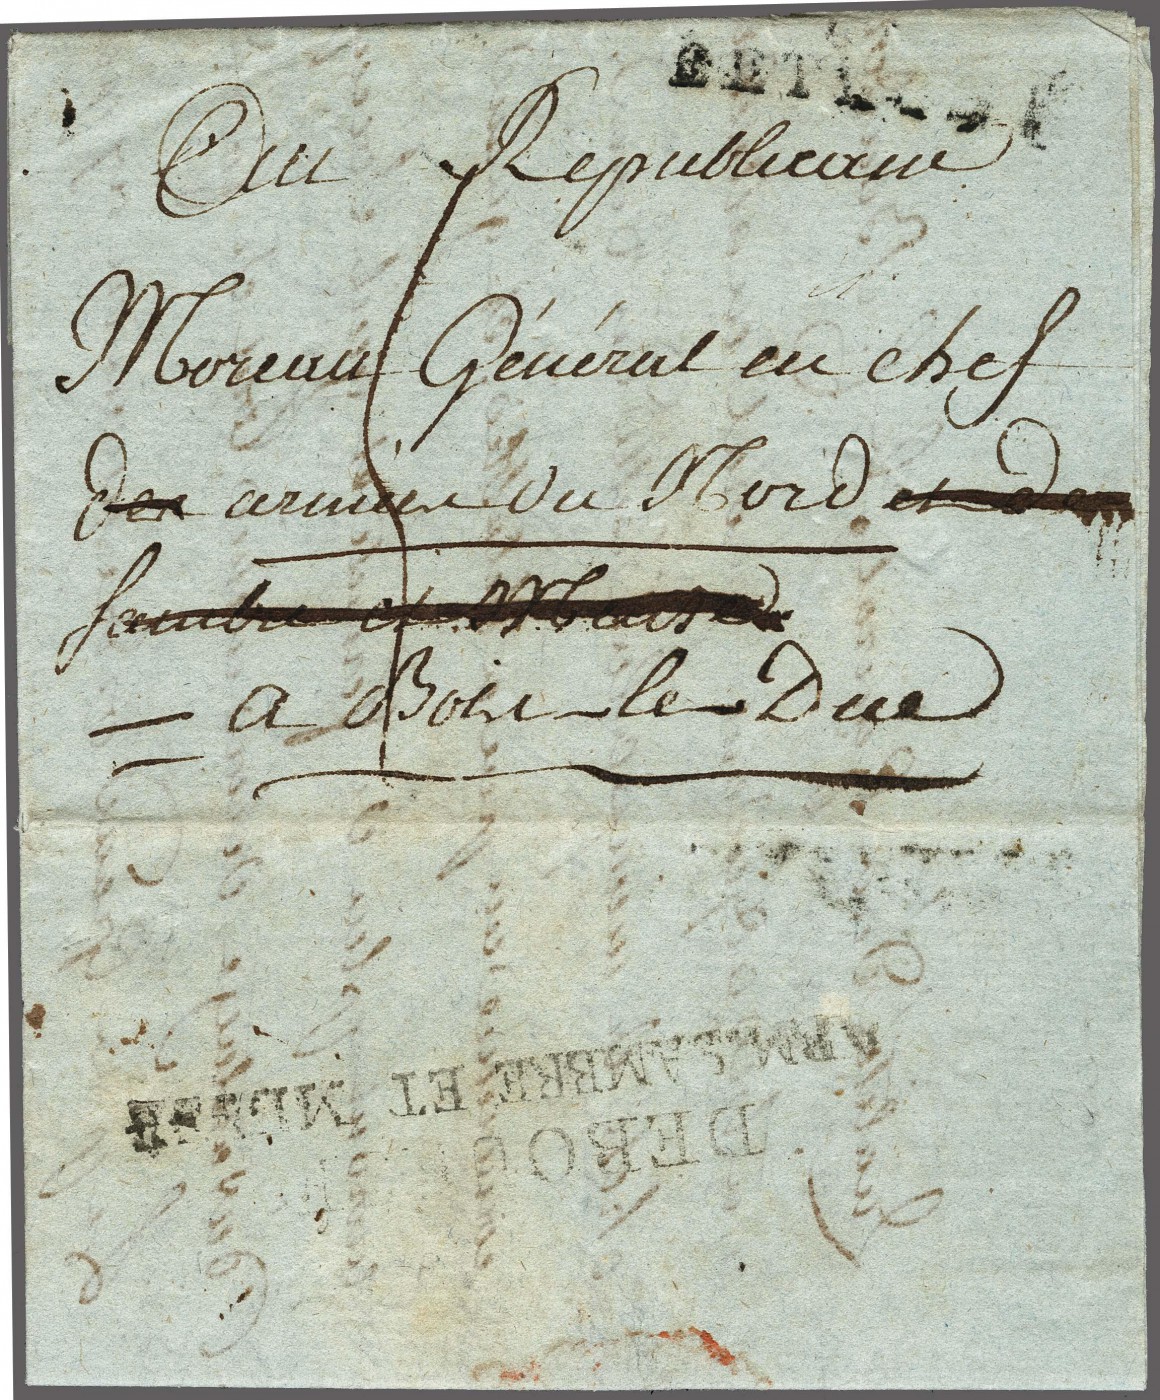 Au Republicain
Moreau Général en chef
des armées du Nord et de
Sambre et Meuse
a Bois-le-Duc
ARM. SAMBRE ET MEUSE
DEBOURSÉ